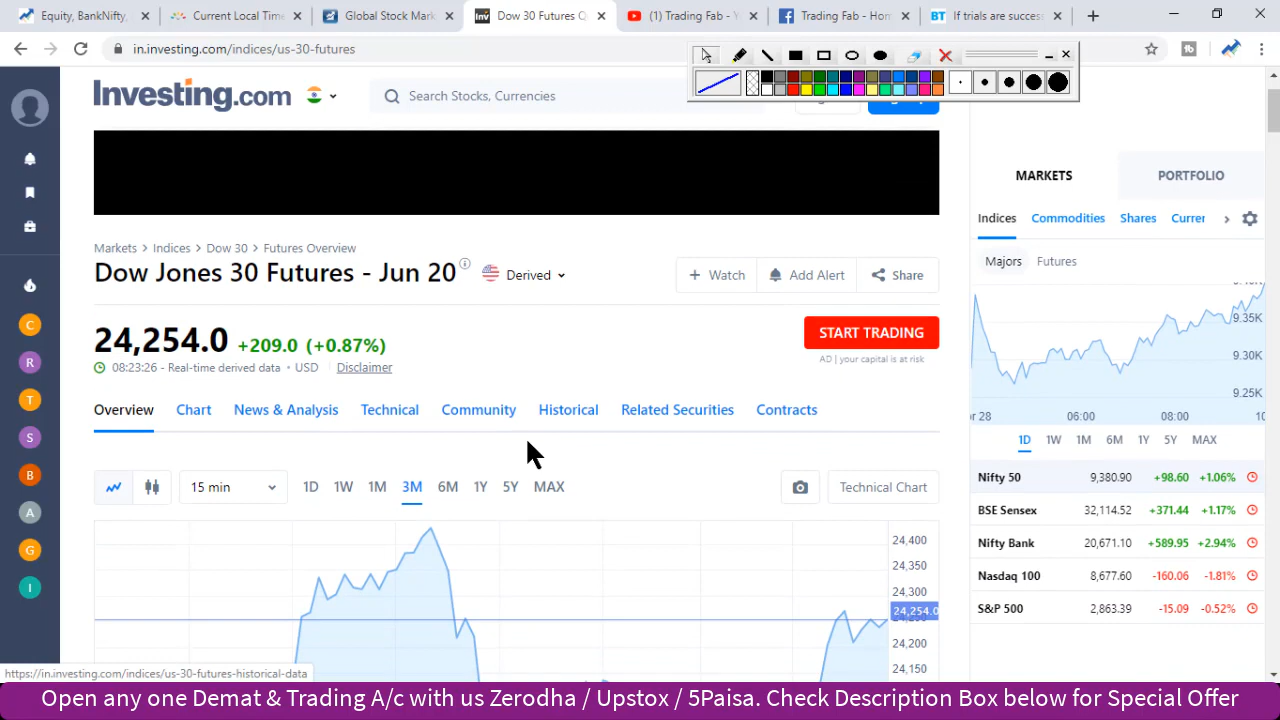 Equity, BankNifty,
Current Local Time
Global Stock Mark
Dow 30 Futures Q
(1) Trading Fab - Y
Trading Fab - Hom
If trials are success
in.investing.com/indices/us-30-futures
Investing.com
Search Stocks, Currencies
MARKETS
PORTFOLIO
Indices
Commodities
Shares
Currer
Majors
Futures
Markets > Indices > Dow 30 > Futures Overview
Dow Jones 30 Futures - Jun 20
Derived
+ Watch
Add Alert
Share
24,254.0 +209.0 (+0.87%)
START TRADING
AD | your capital is at risk
08:23:26 - Real-time derived data • USD
Disclaimer
Overview
Chart
News & Analysis
Technical
Community
Historical
Related Securities
Contracts
15 min
1D
1W
1M
3M
6M
1Y
5Y
MAX
Technical Chart
24,400
24,350
24,300
24,254.0
24,200
24,150
9.35K
9.30K
9.25K
06:00
08:00
1D
1W
1M
6M
1Y
5Y
MAX
Nifty 50 9,380.90 +98.60 +1.06%
BSE Sensex 32,114.52 +371.44 +1.17%
Nifty Bank 20,671.10 +589.95 +2.94%
Nasdaq 100 8,677.60 -160.06 -1.81%
S&P 500 2,863.39 -15.09 -0.52%
https://in.investing.com/indices/us-30-futures-historical-data
C
R
T
S
B
A
G
I
Open any one Demat & Trading A/c with us Zerodha / Upstox / 5Paisa. Check Description Box below for Special Offer